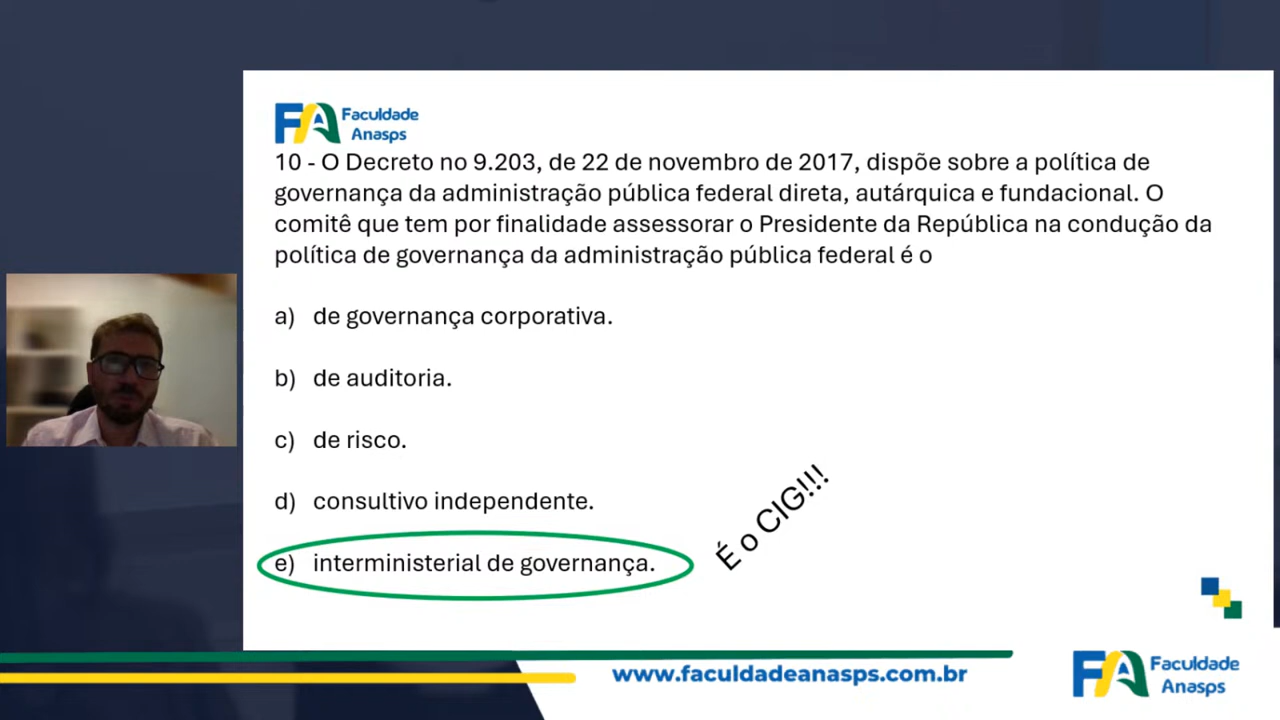 Faculdade
Anasps
10 - O Decreto no 9.203, de 22 de novembro de 2017, dispõe sobre a política de
governança da administração pública federal direta, autárquica e fundacional. O
comitê que tem por finalidade assessorar o Presidente da República na condução da
política de governança da administração pública federal é o
a) de governança corporativa.
b) de auditoria.
c) de risco.
d) consultivo independente.
e) interministerial de governança.
É o CIG!!!
www.faculdadeanasps.com.br
Faculdade
Anasps